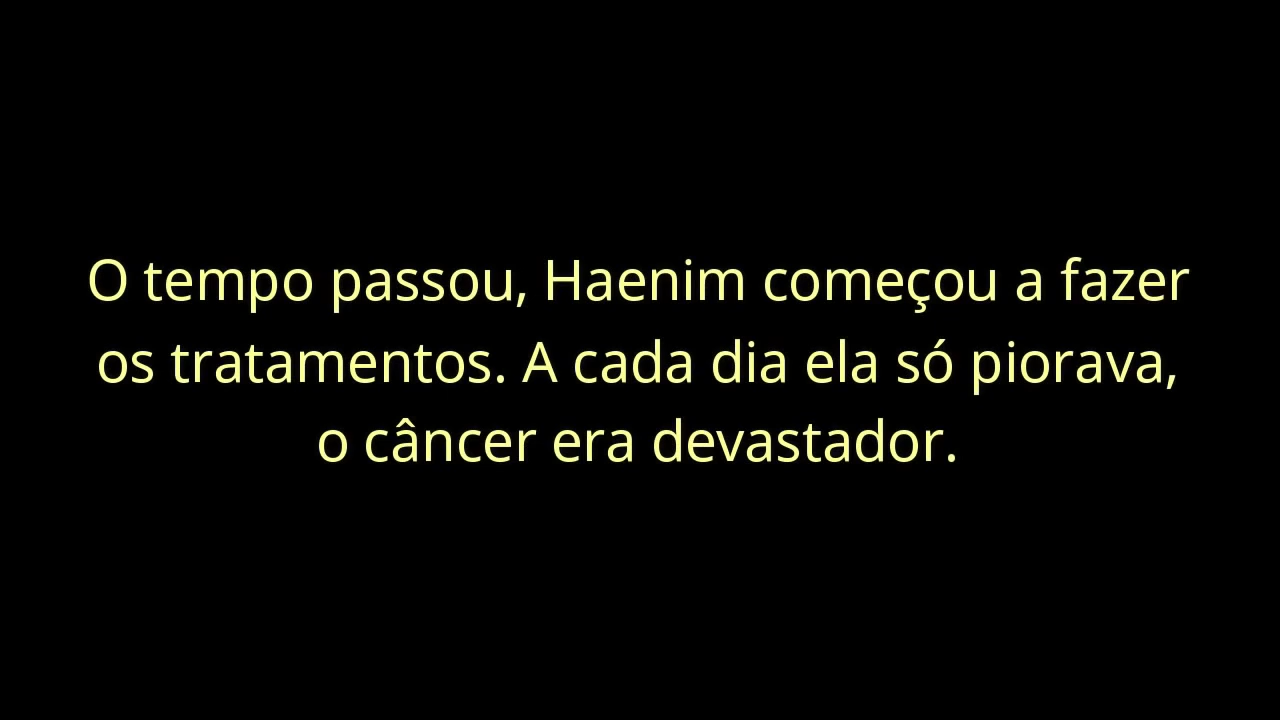 O tempo passou, Haenim começou a fazer
os tratamentos. A cada dia ela só piorava,
o câncer era devastador.